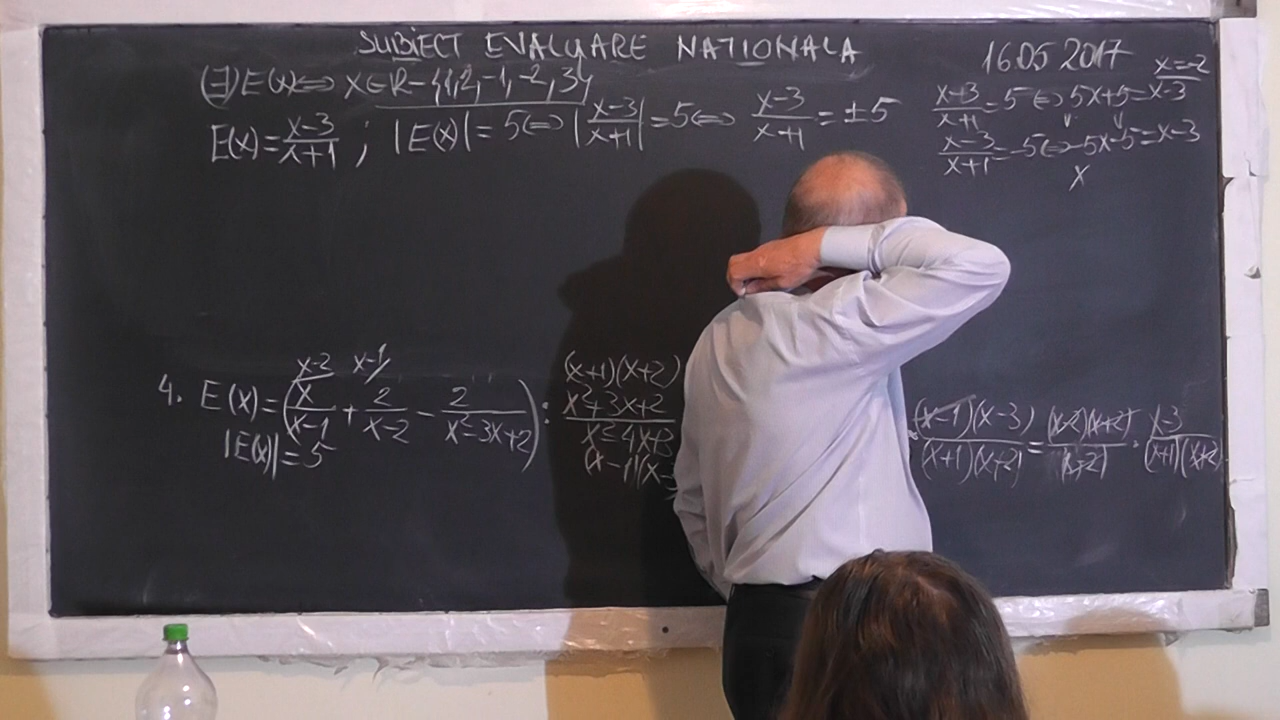 SUBIECT EVALUARE NATIONALA 16.05 2017
(∃)E(x)⇔ x∈R-{1,2,-1,-2,3}
x=-2
E(x)=(x-3)/(x+1) ; |E(x)|=5⇔|(x-3)/(x+1)|=5⇔ (x-3)/(x+1)=±5
(x-3)/(x+1)=5⇔5x+5=x-3
(x-3)/(x+1)=-5⇔-5x-5=x-3
x
x-2 x-1
(x+1)(x+2)
4. E(x)=(x/(x-1)+2/(x-2)-2/(x²-3x+2)):(x²+3x+2)/(x²-4x+3)
(x-1)(x-3)/(x+1)(x+2)=(x-2)(x+2)/(x+2)·(x-3)/(x+1)(x+2)
|E(x)|=5
(x-1)(x-